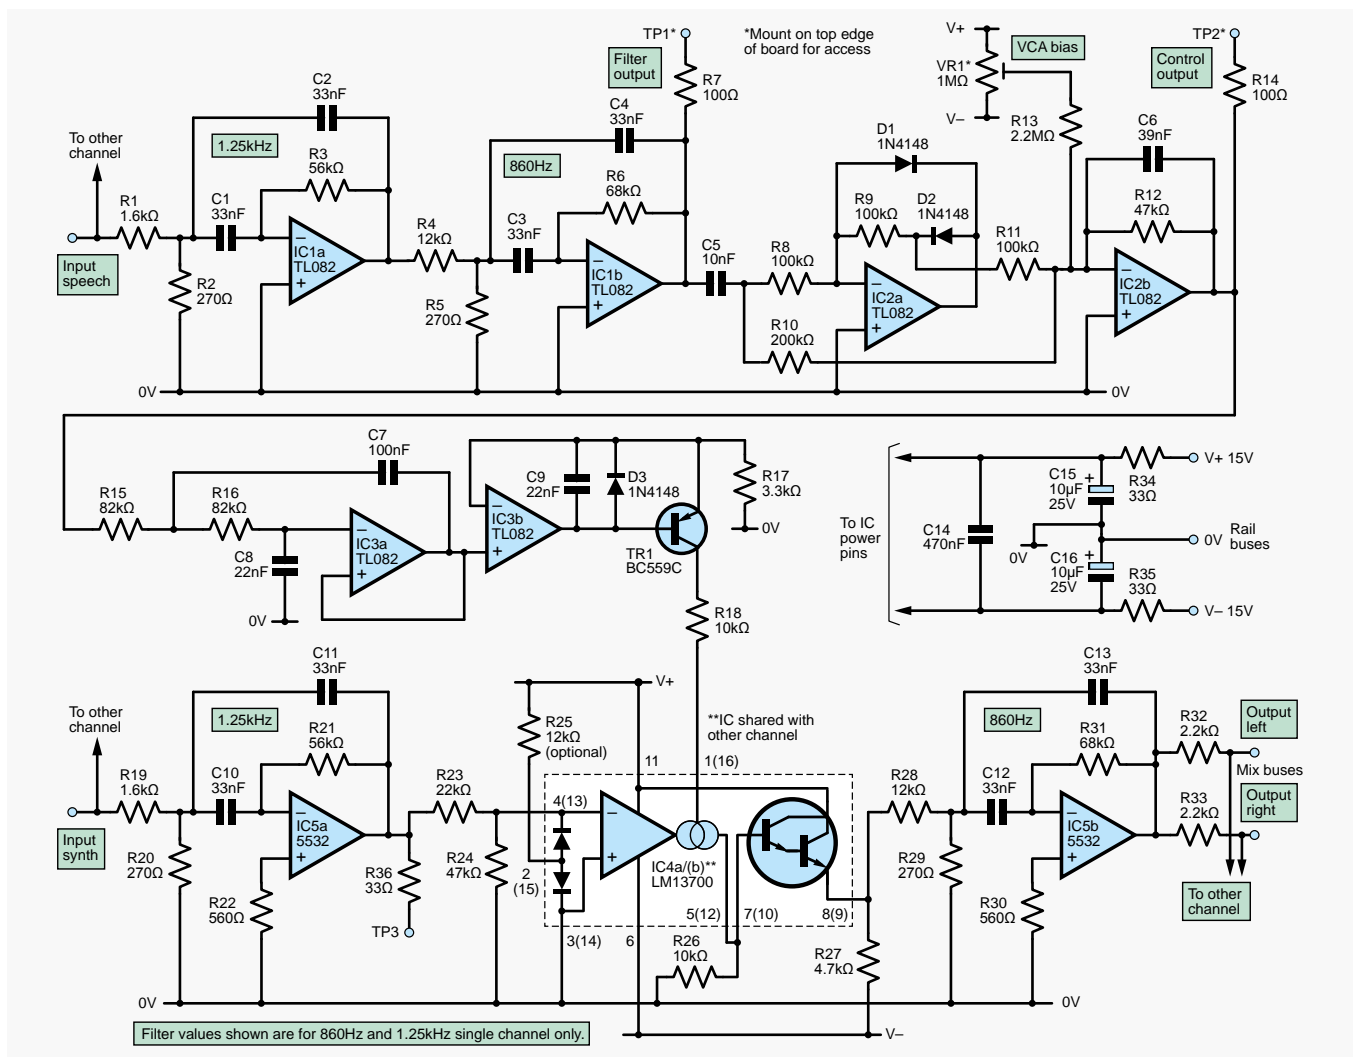 TP1*
*Mount on top edge
of board for access
V+
VCA bias
TP2*
Filter
output
Control
output
VR1*
1MΩ
V–
R7
100Ω
R14
100Ω
R13
2.2MΩ
C2
33nF
C4
33nF
C6
39nF
To other
channel
1.25kHz
860Hz
D1
1N4148
R3
56kΩ
R6
68kΩ
R9
100kΩ
D2
1N4148
R12
47kΩ
R1
1.6kΩ
C1
33nF
R4
12kΩ
C3
33nF
C5
10nF
R8
100kΩ
R11
100kΩ
Input
speech
R2
270Ω
–
IC1a
TL082
+
R5
270Ω
–
IC1b
TL082
+
–
IC2a
TL082
+
–
IC2b
TL082
+
R10
200kΩ
0V
0V
C7
100nF
R15
82kΩ
R16
82kΩ
C8
22nF
–
IC3a
TL082
+
0V
–
IC3b
TL082
+
C9
22nF
D3
1N4148
R17
3.3kΩ
0V
TR1
BC559C
R18
10kΩ
To IC
power
pins
C14
470nF
C15
10µF
25V
+
0V
C16
10µF
25V
+
R34
33Ω
R35
33Ω
V+ 15V
0V
Rail
buses
V– 15V
C11
33nF
C13
33nF
To other
channel
1.25kHz
V+
R25
12kΩ
(optional)
**IC shared with
other channel
860Hz
R21
56kΩ
R31
68kΩ
R32
2.2kΩ
Output
left
Mix buses
Output
right
R33
2.2kΩ
To other
channel
11
1(16)
R19
1.6kΩ
C10
33nF
R23
22kΩ
4(13)
R28
12kΩ
C12
33nF
Input
synth
R20
270Ω
–
IC5a
5532
+
R22
560Ω
R36
33Ω
TP3
R24
47kΩ
2
(15)
–
+
IC4a/(b)**
LM13700
5(12)
7(10)
8(9)
3(14)
6
R26
10kΩ
R27
4.7kΩ
R29
270Ω
–
IC5b
5532
+
R30
560Ω
0V
0V
Filter values shown are for 860Hz and 1.25kHz single channel only.
V–